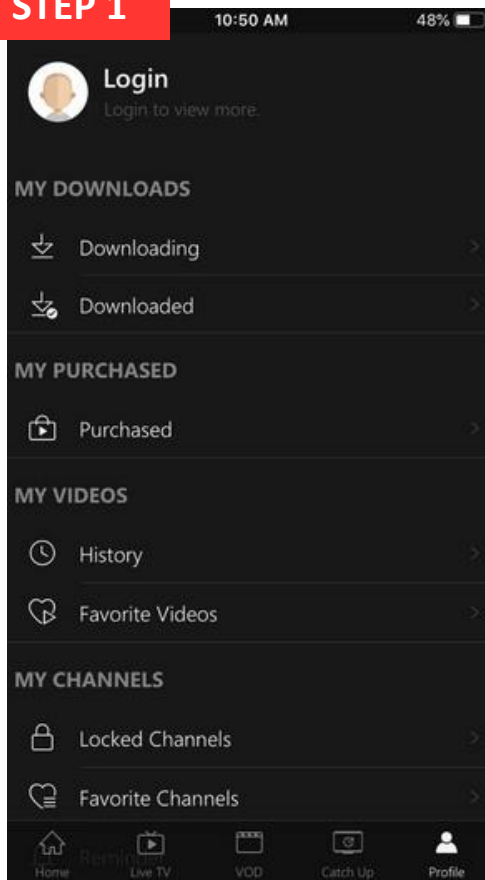 STEP 1
10:50 AM 48%
Login
Login to view more.
MY DOWNLOADS
Downloading
Downloaded
MY PURCHASED
Purchased
MY VIDEOS
History
Favorite Videos
MY CHANNELS
Locked Channels
Favorite Channels
Reminder
Home Live TV VOD Catch Up Profile